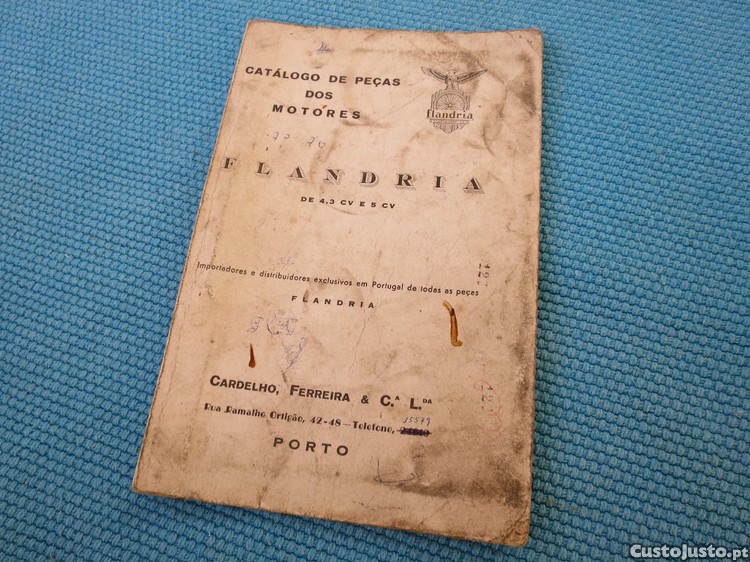 CATÁLOGO DE PEÇAS
DOS
MOTORES
flandria
FLANDRIA
DE 4,3 CV E 5 CV
Importadores e distribuidores exclusivos em Portugal de todas as peças
FLANDRIA
CARDELHO, FERREIRA & C.A L.DA
Rua Ramalho Ortigão, 42-48—Telefone, 25579
PORTO
CustoJusto.pt